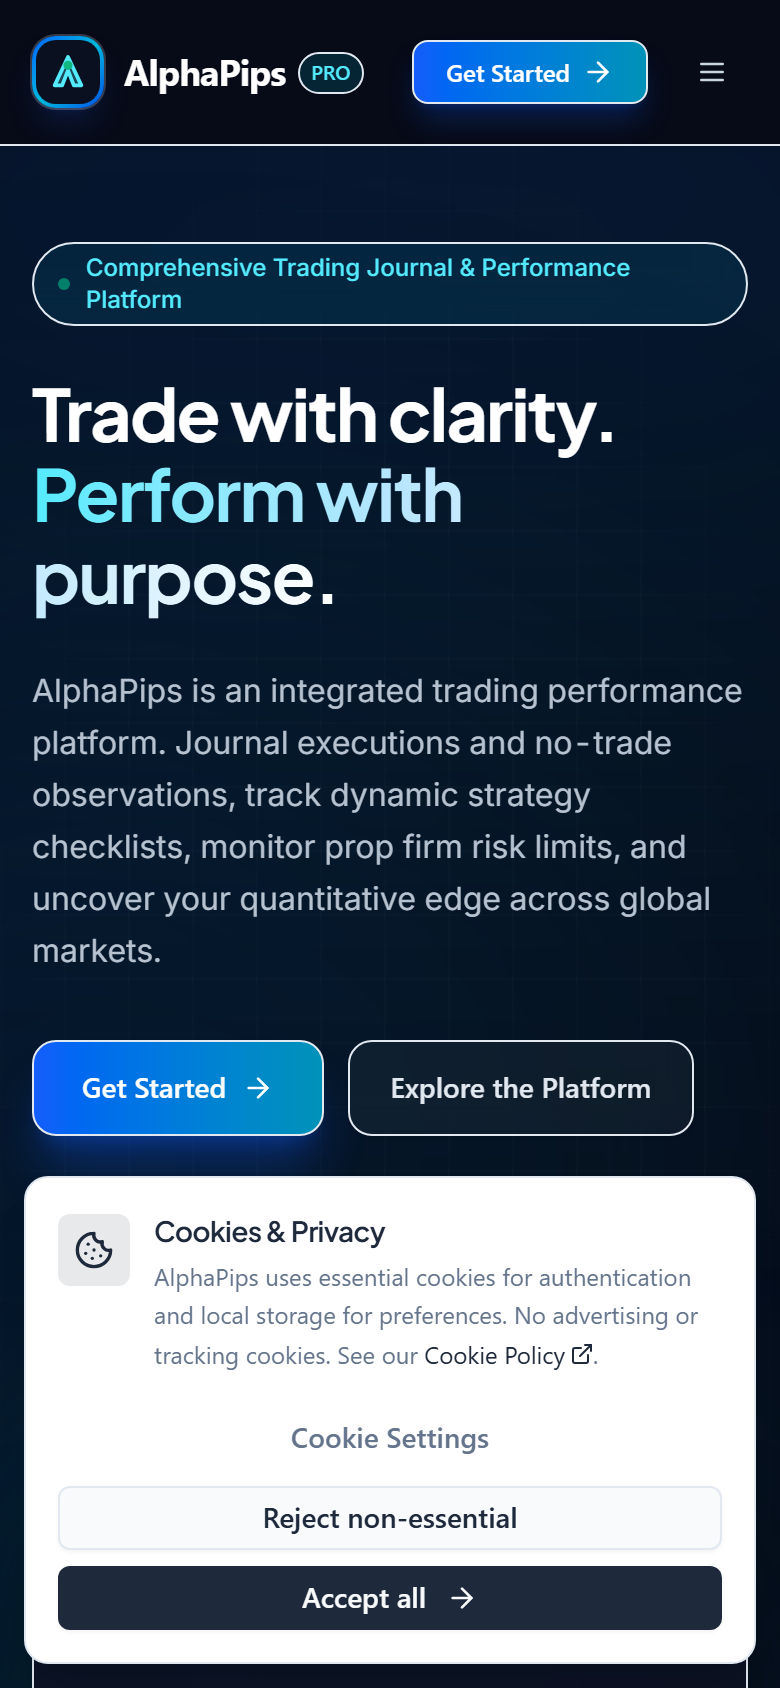 AlphaPips PRO Get Started
Comprehensive Trading Journal & Performance
Platform
Trade with clarity.
Perform with
purpose.
AlphaPips is an integrated trading performance
platform. Journal executions and no-trade
observations, track dynamic strategy
checklists, monitor prop firm risk limits, and
uncover your quantitative edge across global
markets.
Get Started
Explore the Platform
Cookies & Privacy
AlphaPips uses essential cookies for authentication
and local storage for preferences. No advertising or
tracking cookies. See our Cookie Policy.
Cookie Settings
Reject non-essential
Accept all